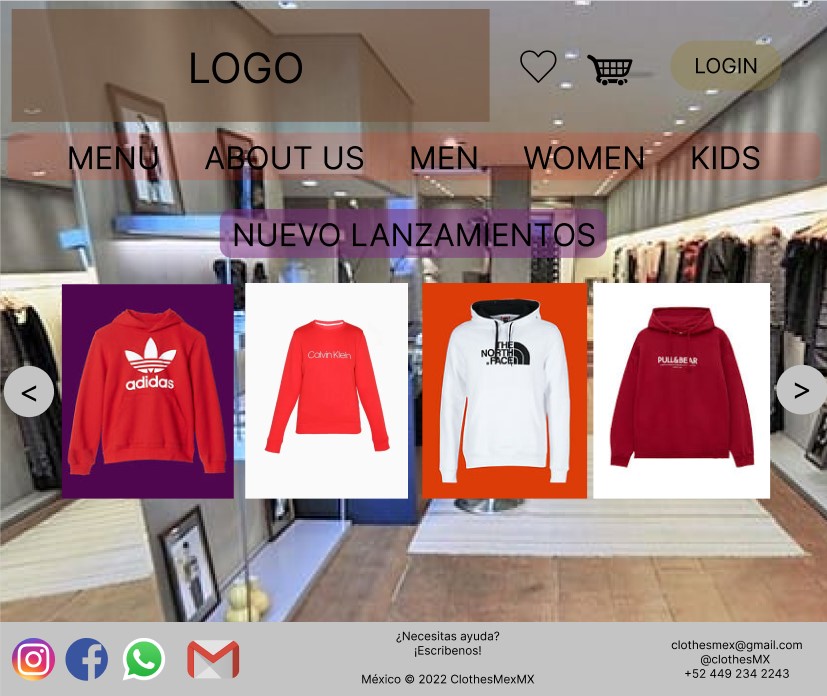 LOGO
LOGIN
MENU ABOUT US MEN WOMEN KIDS
NUEVO LANZAMIENTOS
adidas
Calvin Klein
THE
NORTH
FACE
PULL&BEAR
<
>
¿Necesitas ayuda?
¡Escribenos!
México © 2022 ClothesMexMX
clothesmex@gmail.com
@clothesMX
+52 449 234 2243